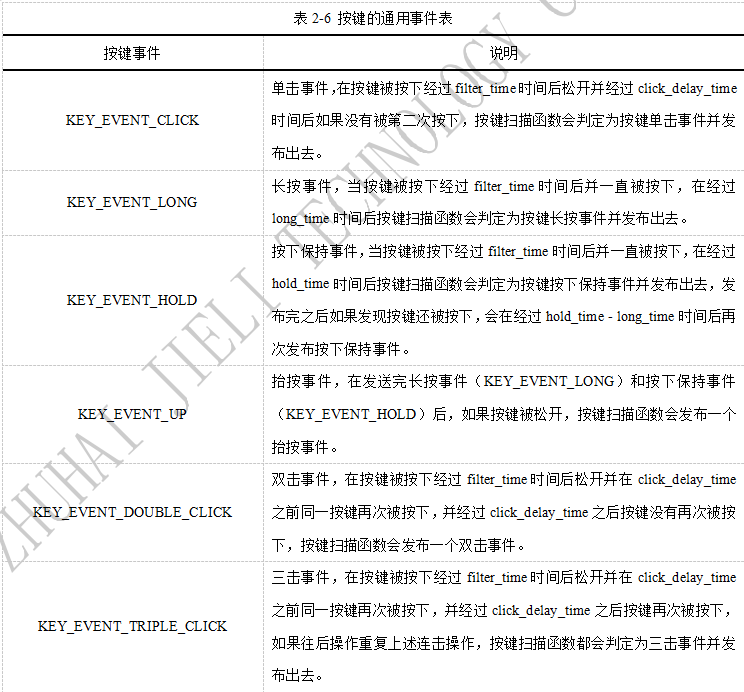 表 2-6 按键的通用事件表
按键事件 说明
KEY_EVENT_CLICK
单击事件，在按键被按下经过 filter_time 时间后松开并经过 click_delay_time
时间后如果没有被第二次按下，按键扫描函数会判定为按键单击事件并发
布出去。
KEY_EVENT_LONG
长按事件，当按键被按下经过 filter_time 时间后并一直被按下，在经过
long_time 时间后按键扫描函数会判定为按键长按事件并发布出去。
KEY_EVENT_HOLD
按下保持事件，当按键被按下经过 filter_time 时间后并一直被按下，在经过
hold_time 时间后按键扫描函数会判定为按键按下保持事件并发布出去，发
布完之后如果发现按键还被按下，会在经过 hold_time - long_time 时间后再
次发布按下保持事件。
KEY_EVENT_UP
抬按事件，在发送完长按事件（KEY_EVENT_LONG）和按下保持事件
（KEY_EVENT_HOLD）后，如果按键被松开，按键扫描函数会发布一个
抬按事件。
KEY_EVENT_DOUBLE_CLICK
双击事件，在按键被按下经过 filter_time 时间后松开并在 click_delay_time
之前同一按键再次被按下，并经过 click_delay_time 之后按键没有再次被按
下，按键扫描函数会发布一个双击事件。
KEY_EVENT_TRIPLE_CLICK
三击事件，在按键被按下经过 filter_time 时间后松开并在 click_delay_time
之前同一按键再次被按下，并经过 click_delay_time 之后按键再次被按下，
如果往后操作重复上述连击操作，按键扫描函数都会判定为三击事件并发
布出去。
ZHUHAI JIELI TECHNOLOGY C